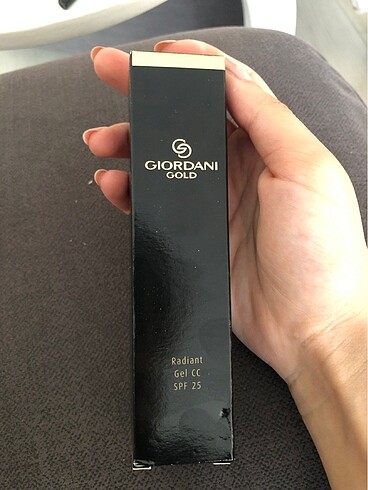 GIORDANI
GOLD
Radiant
Gel CC
SPF 25